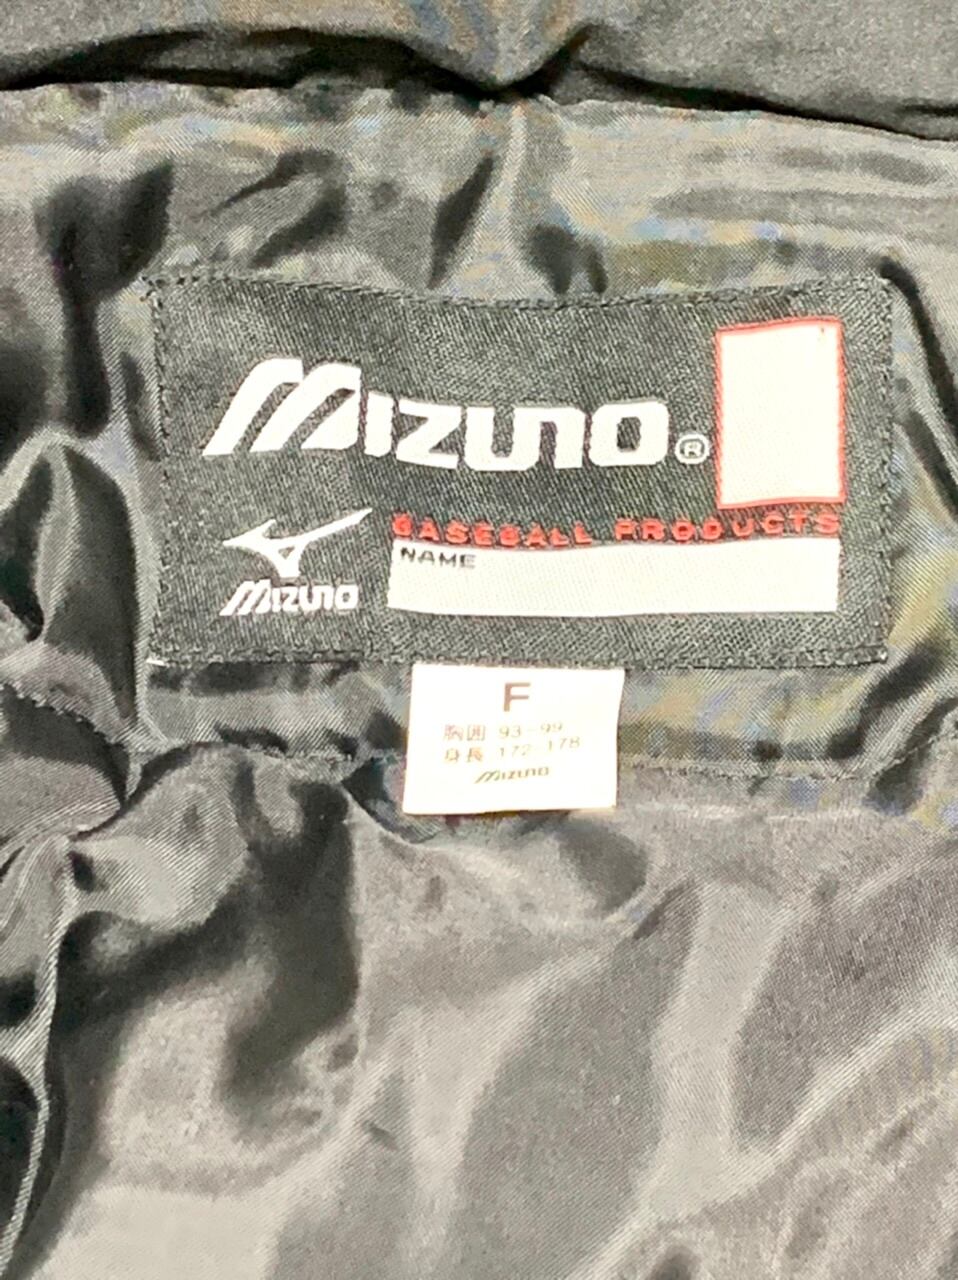 MIZUNO®
BASEBALL PRODUCTS
NAME
MIZUNO
F
胸囲 93-99
身長 172-178
MIZUNO